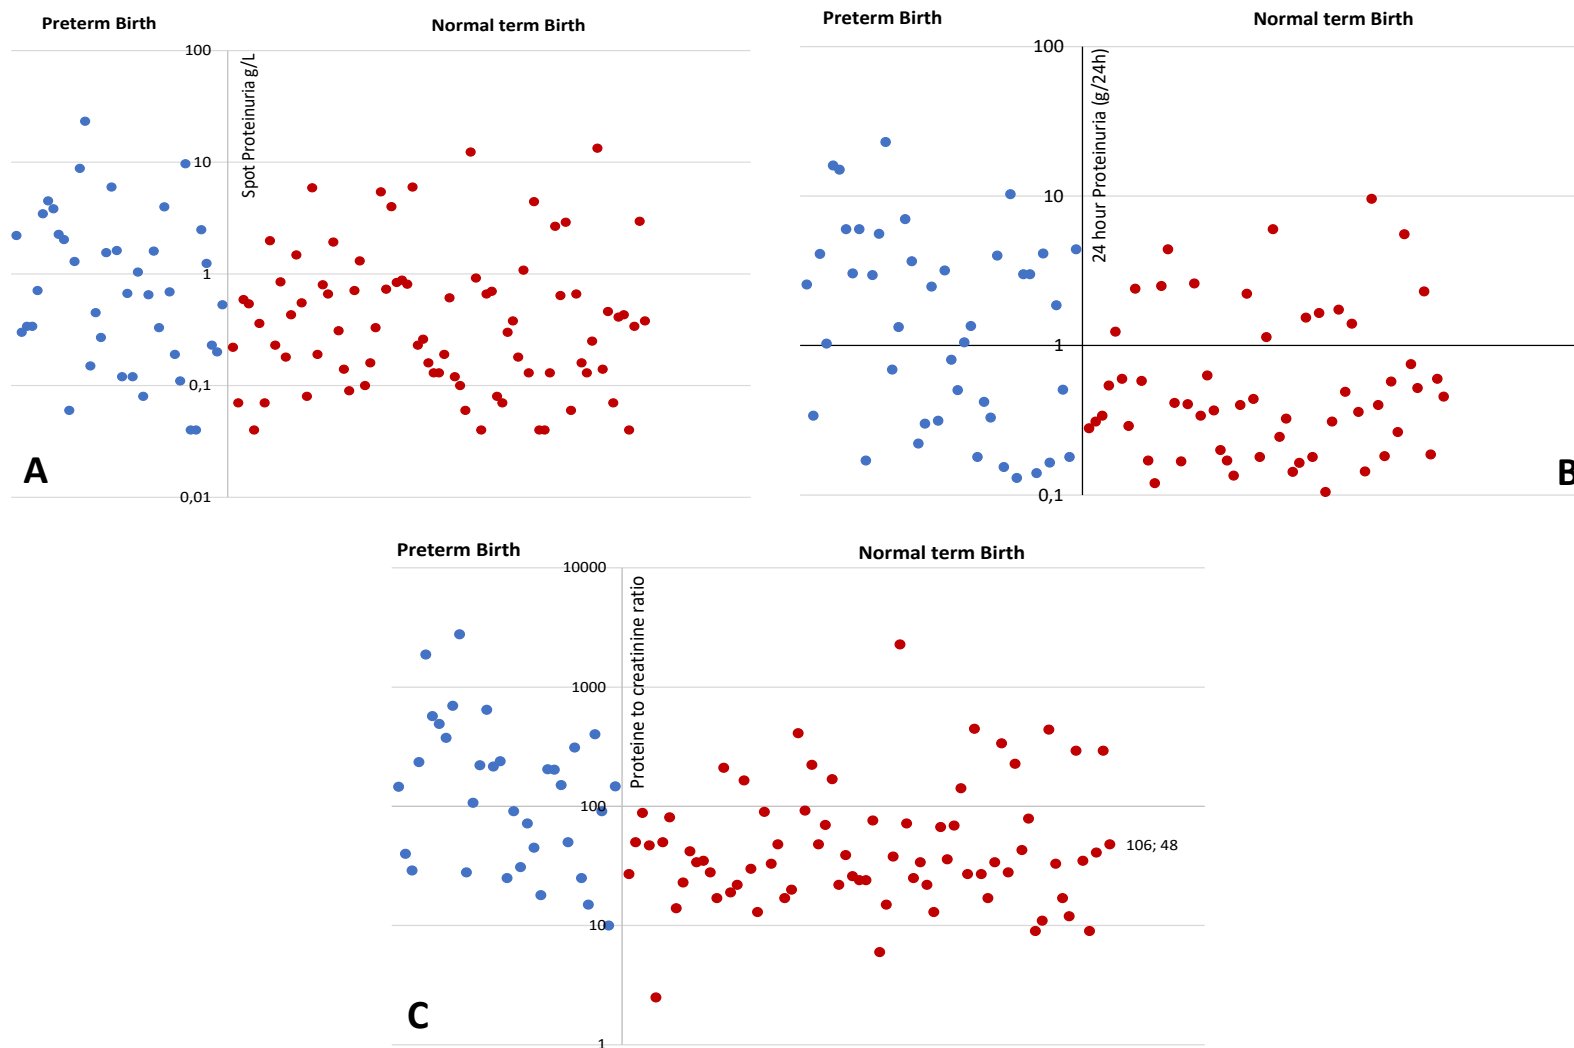 Preterm Birth
Normal term Birth
100
10
1
0,1
0,01
Spot Proteinuria g/L
A
Preterm Birth
Normal term Birth
100
10
1
0,1
24 hour Proteinuria (g/24h)
B
Preterm Birth
Normal term Birth
10000
1000
100
10
1
Proteine to creatinine ratio
106; 48
C